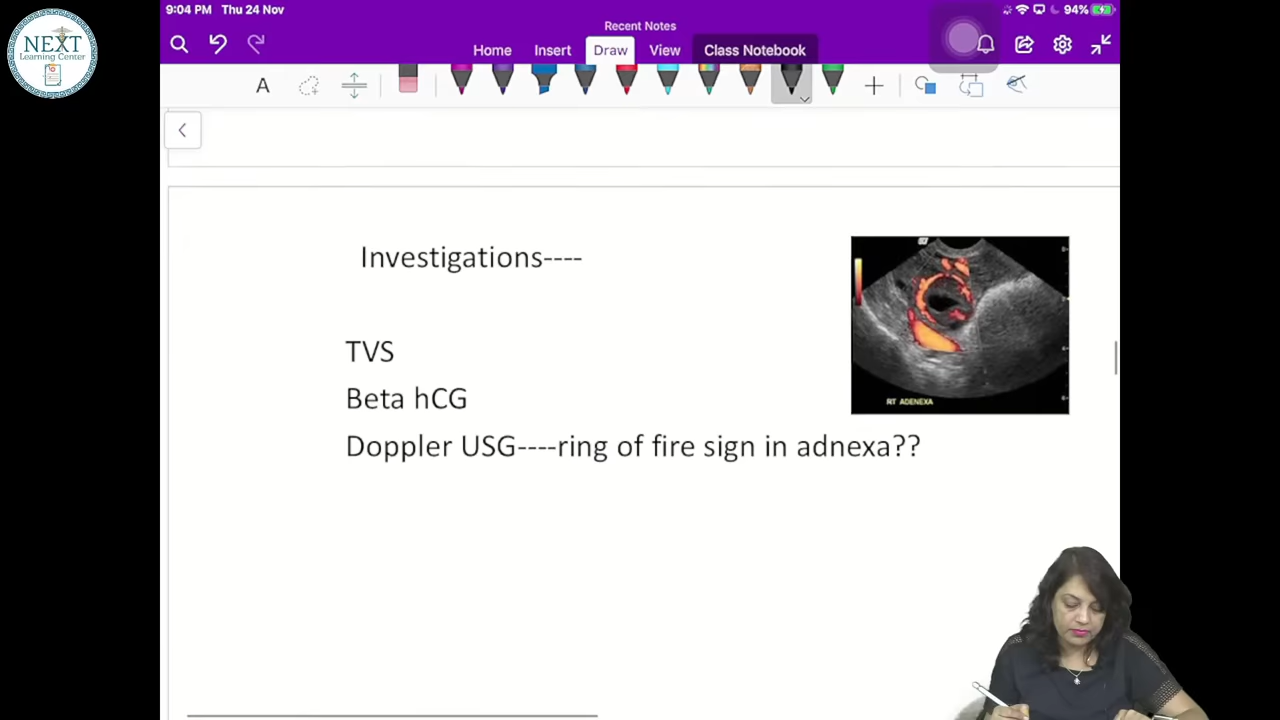 9:04 PM Thu 24 Nov
94%
Recent Notes
NEXT
Learning Center
Home Insert Draw View Class Notebook
A
Investigations----
TVS
Beta hCG
Doppler USG----ring of fire sign in adnexa??
RT ADENEXA